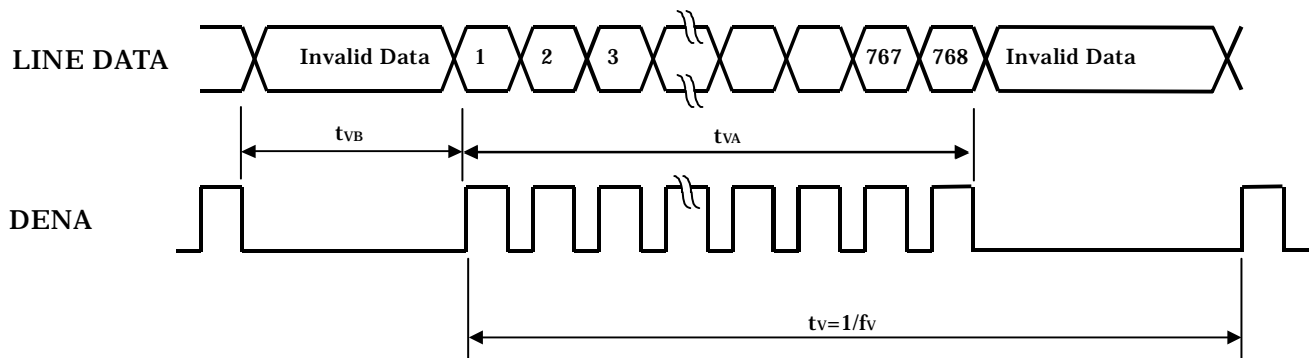 LINE DATA Invalid Data 1 2 3 767 768 Invalid Data
tVB tVA
DENA
tV=1/fV